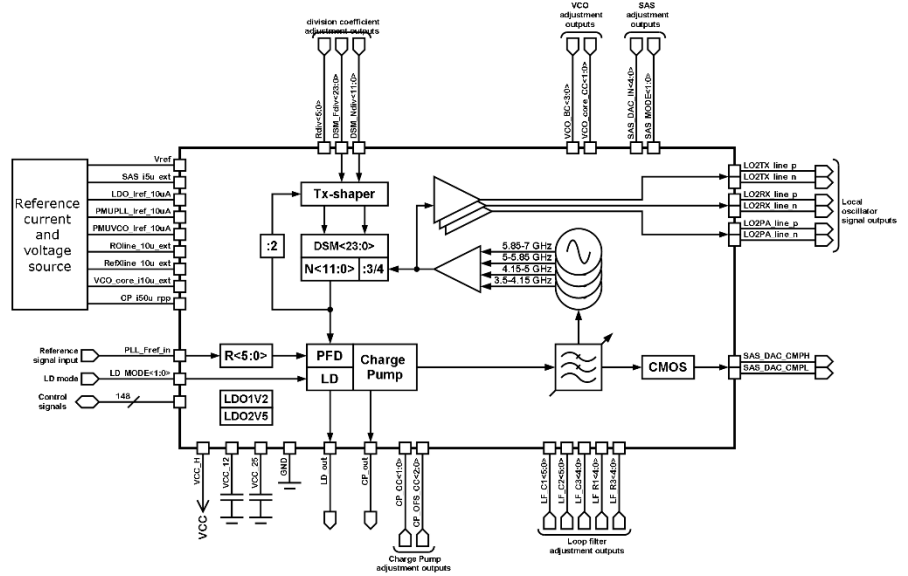 division coefficient
adjustment outputs
VCO
adjustment outputs
SAS
adjustment outputs
Rdiv<5:0>
DSM_Fdiv<23:0>
DSM_Ndiv<11:0>
VCO_BC<3:0>
VCO_core_CC<1:0>
SAS_DAC_IN<4:0>
SAS_MODE<1:0>
Reference
current and
voltage
source
Vref
SAS_i5u_ext
LDO_Iref_10uA
PMUPLL_Iref_10uA
PMUVCO_Iref_10uA
ROline_10u_ext
RefXline_10u_ext
VCO_core_i10u_ext
CP_i50u_rpp
Tx-shaper
:2
DSM<23:0>
N<11:0>
:3/4
5.85-7 GHz
5-5.85 GHz
4.15-5 GHz
3.5-4.15 GHz
LO2TX_line_p
LO2TX_line_n
LO2RX_line_p
LO2RX_line_n
LO2PA_line_p
LO2PA_line_n
Local
oscillator
signal outputs
Reference
signal input
PLL_Fref_in
LD mode
LD_MODE<1:0>
Control
signals
148
R<5:0>
PFD
LD
Charge
Pump
CMOS
SAS_DAC_CMPH
SAS_DAC_CMPL
LDO1V2
LDO2V5
VCC_H
VCC_12
VCC_25
GND
LD_out
CP_out
CP_CC<1:0>
CP_OFS_CC<2:0>
LF_C1<5:0>
LF_C2<5:0>
LF_C3<4:0>
LF_R1<4:0>
LF_R3<4:0>
VCC
Charge Pump
adjustment outputs
Loop filter
adjustment outputs